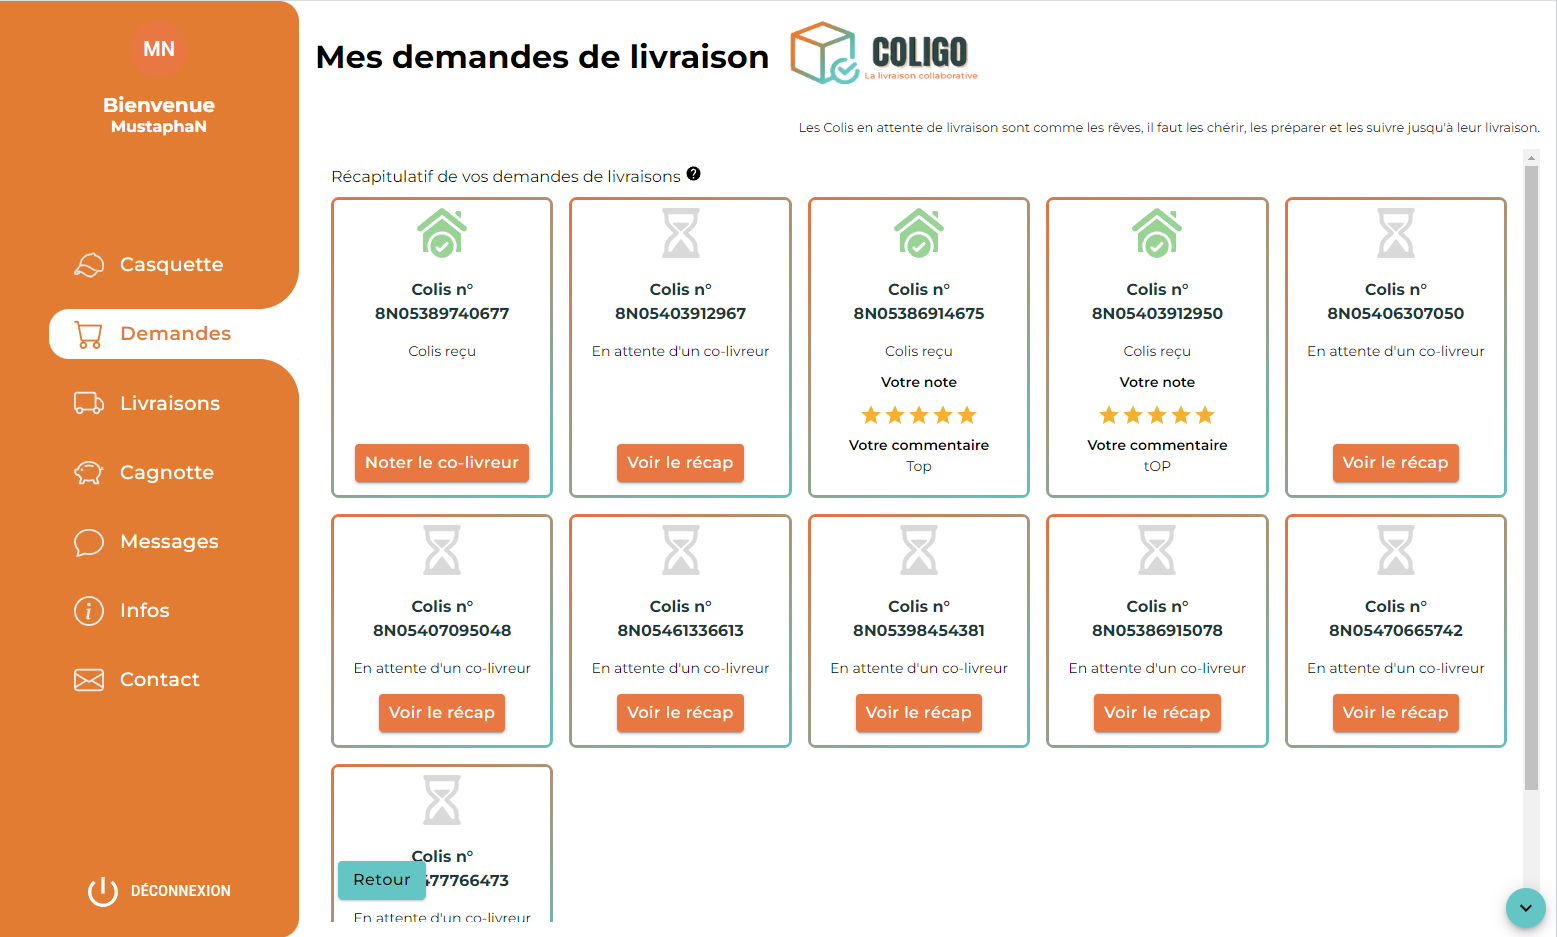 MN
Bienvenue
MustaphaN
Casquette
Demandes
Livraisons
Cagnotte
Messages
Infos
Contact
DÉCONNEXION
Mes demandes de livraison
COLIGO
La livraison collaborative
Les Colis en attente de livraison sont comme les rêves, il faut les chérir, les préparer et les suivre jusqu'à leur livraison.
Récapitulatif de vos demandes de livraisons ?
Colis n°
8N05389740677
Colis reçu
Noter le co-livreur
Colis n°
8N05403912967
En attente d'un co-livreur
Voir le récap
Colis n°
8N05386914675
Colis reçu
Votre note
Votre commentaire
Top
Colis n°
8N05403912950
Colis reçu
Votre note
Votre commentaire
tOP
Colis n°
8N05406307050
En attente d'un co-livreur
Voir le récap
Colis n°
8N05407095048
En attente d'un co-livreur
Voir le récap
Colis n°
8N05461336613
En attente d'un co-livreur
Voir le récap
Colis n°
8N05398454381
En attente d'un co-livreur
Voir le récap
Colis n°
8N05386915078
En attente d'un co-livreur
Voir le récap
Colis n°
8N05470665742
En attente d'un co-livreur
Voir le récap
Colis n°
477766473
En attente d'un co-livreur
Retour